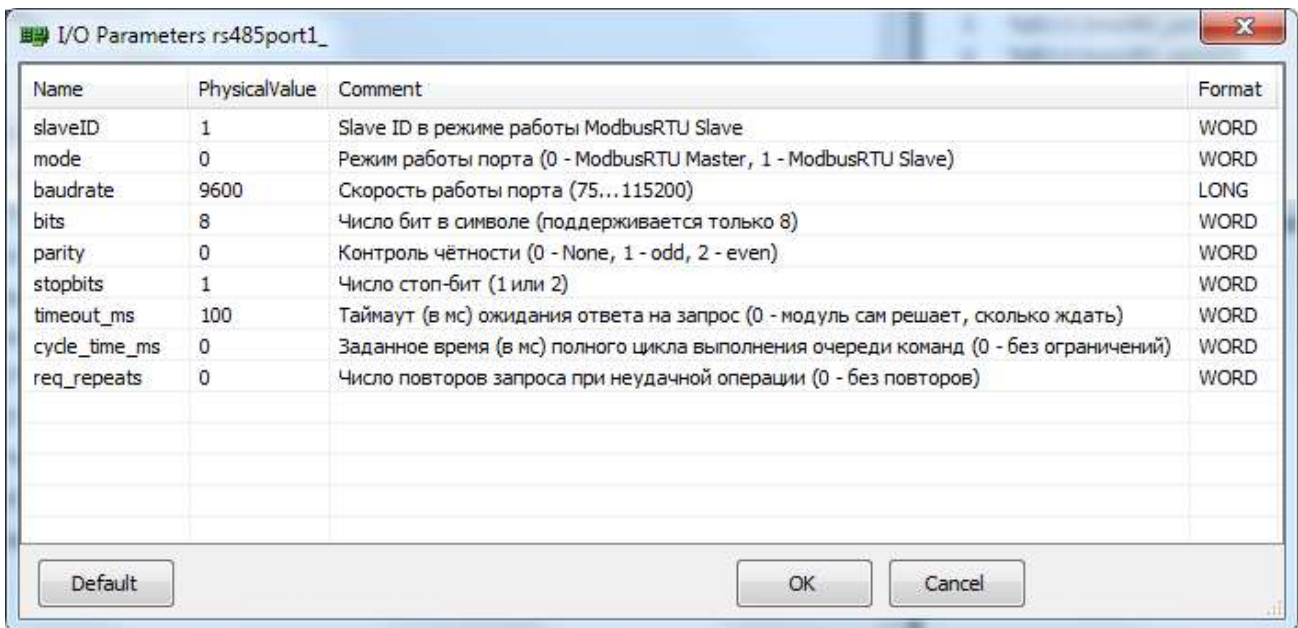 I/O Parameters rs485port1_
Name PhysicalValue Comment Format
slaveID 1 Slave ID в режиме работы ModbusRTU Slave WORD
mode 0 Режим работы порта (0 - ModbusRTU Master, 1 - ModbusRTU Slave) WORD
baudrate 9600 Скорость работы порта (75...115200) LONG
bits 8 Число бит в символе (поддерживается только 8) WORD
parity 0 Контроль чётности (0 - None, 1 - odd, 2 - even) WORD
stopbits 1 Число стоп-бит (1 или 2) WORD
timeout_ms 100 Таймаут (в мс) ожидания ответа на запрос (0 - модуль сам решает, сколько ждать) WORD
cycle_time_ms 0 Заданное время (в мс) полного цикла выполнения очереди команд (0 - без ограничений) WORD
req_repeats 0 Число повторов запроса при неудачной операции (0 - без повторов) WORD
Default OK Cancel